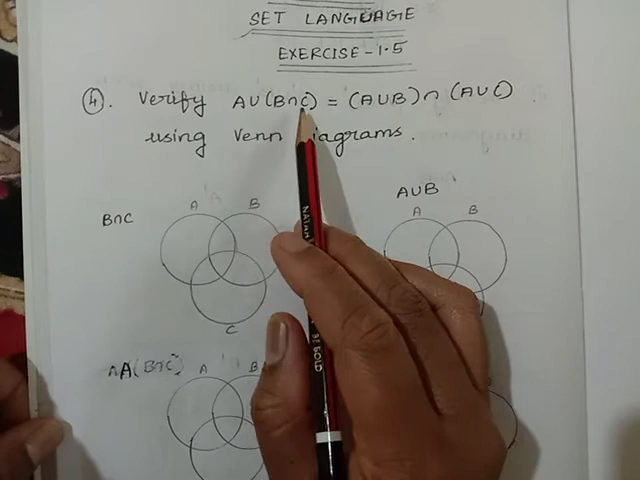 SET LANGUAGE
EXERCISE-1.5
④. Verify A∪(B∩C) = (A∪B)∩(A∪C)
using Venn Diagrams.
B∩C
A B
C
A∪B
A B
A B